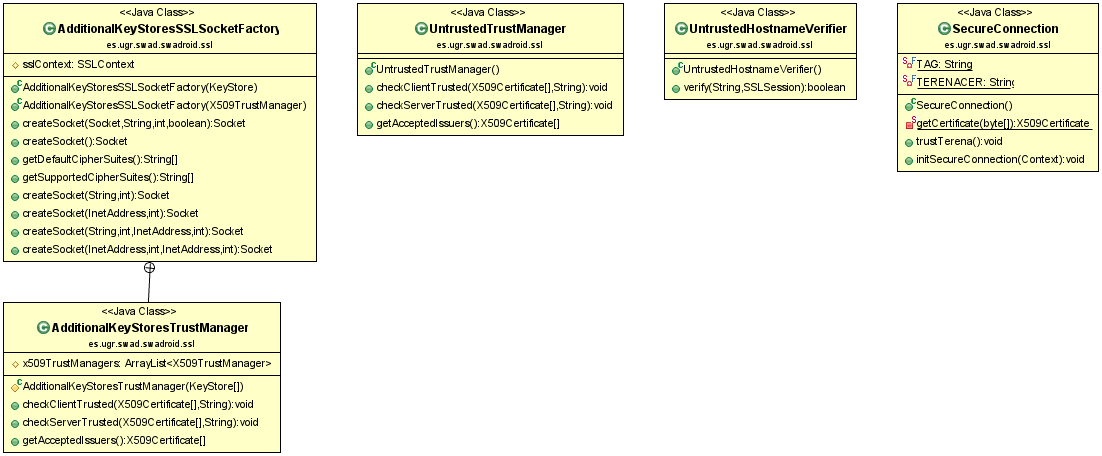 <<Java Class>>
AdditionalKeyStoresSSLSocketFactory
es.ugr.swad.swadroid.ssl
sslContext: SSLContext
AdditionalKeyStoresSSLSocketFactory(KeyStore)
AdditionalKeyStoresSSLSocketFactory(X509TrustManager)
createSocket(Socket,String,int,boolean):Socket
createSocket():Socket
getDefaultCipherSuites():String[]
getSupportedCipherSuites():String[]
createSocket(String,int):Socket
createSocket(InetAddress,int):Socket
createSocket(String,int,InetAddress,int):Socket
createSocket(InetAddress,int,InetAddress,int):Socket
<<Java Class>>
AdditionalKeyStoresTrustManager
es.ugr.swad.swadroid.ssl
x509TrustManagers: ArrayList<X509TrustManager>
AdditionalKeyStoresTrustManager(KeyStore[])
checkClientTrusted(X509Certificate[],String):void
checkServerTrusted(X509Certificate[],String):void
getAcceptedIssuers():X509Certificate[]
<<Java Class>>
UntrustedTrustManager
es.ugr.swad.swadroid.ssl
UntrustedTrustManager()
checkClientTrusted(X509Certificate[],String):void
checkServerTrusted(X509Certificate[],String):void
getAcceptedIssuers():X509Certificate[]
<<Java Class>>
UntrustedHostnameVerifier
es.ugr.swad.swadroid.ssl
UntrustedHostnameVerifier()
verify(String,SSLSession):boolean
<<Java Class>>
SecureConnection
es.ugr.swad.swadroid.ssl
TAG: String
TERENACER: String
SecureConnection()
getCertificate(byte[]):X509Certificate
trustTerena():void
initSecureConnection(Context):void